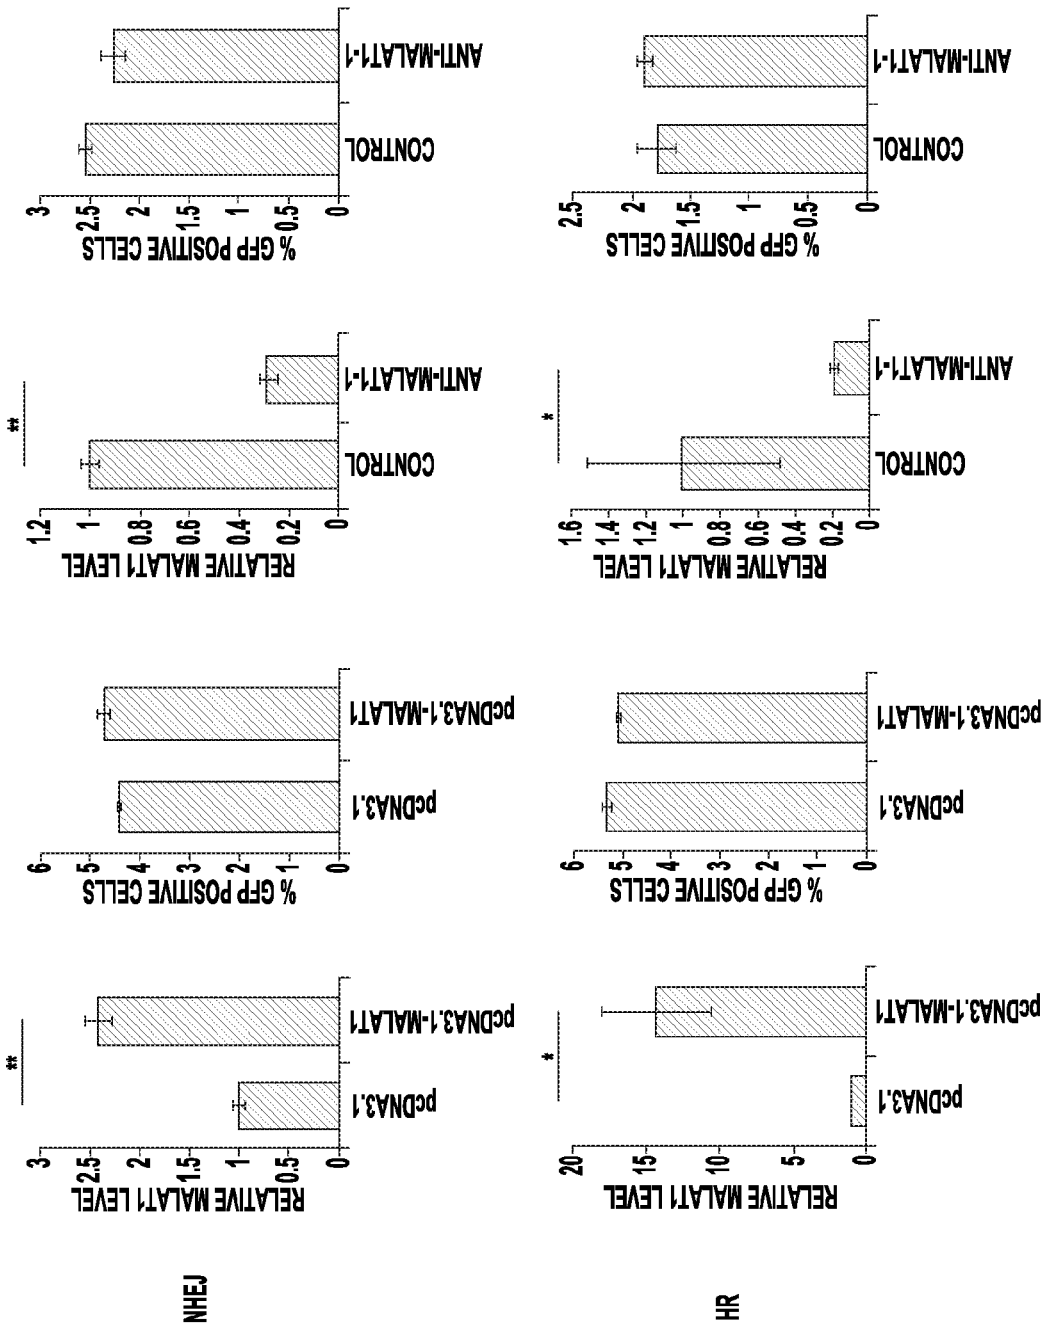 NHEJ
**
RELATIVE MALAT1 LEVEL
3
2.5
2
1.5
1
0.5
0
pcDNA3.1
pcDNA3.1-MALAT1
% GFP POSITIVE CELLS
6
5
4
3
2
1
0
pcDNA3.1
pcDNA3.1-MALAT1
**
RELATIVE MALAT1 LEVEL
1.2
1
0.8
0.6
0.4
0.2
0
CONTROL
ANTI-MALAT1-1
% GFP POSITIVE CELLS
3
2.5
2
1.5
1
0.5
0
CONTROL
ANTI-MALAT1-1
HR
*
RELATIVE MALAT1 LEVEL
20
15
10
5
0
pcDNA3.1
pcDNA3.1-MALAT1
% GFP POSITIVE CELLS
6
5
4
3
2
1
0
pcDNA3.1
pcDNA3.1-MALAT1
*
RELATIVE MALAT1 LEVEL
1.6
1.4
1.2
1
0.8
0.6
0.4
0.2
0
CONTROL
ANTI-MALAT1-1
% GFP POSITIVE CELLS
2.5
2
1.5
1
0.5
0
CONTROL
ANTI-MALAT1-1